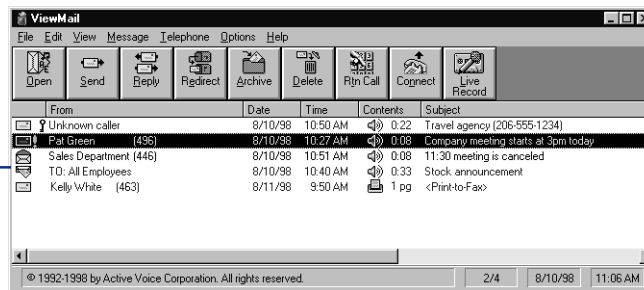 ViewMail
File Edit View Message Telephone Options Help
Open Send Reply Redirect Archive Delete Rtn Call Connect Live Record
From Date Time Contents Subject
Unknown caller 8/10/98 10:50 AM 0:22 Travel agency (206-555-1234)
Pat Green (496) 8/10/98 10:27 AM 0:08 Company meeting starts at 3pm today
Sales Department (446) 8/10/98 10:51 AM 0:08 11:30 meeting is canceled
TO: All Employees 8/10/98 10:40 AM 0:33 Stock announcement
Kelly White (463) 8/11/98 9:50 AM 1 pg <Print-to-Fax>
© 1992-1998 by Active Voice Corporation. All rights reserved. 2/4 8/10/98 11:06 AM